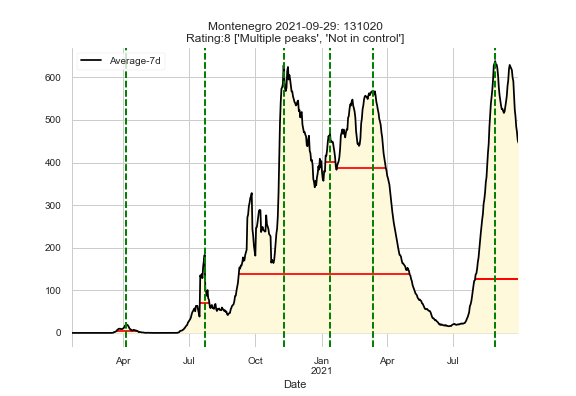 Montenegro 2021-09-29: 131020
Rating:8 ['Multiple peaks', 'Not in control']
Average-7d
600
500
400
300
200
100
0
Apr
Jul
Oct
Jan
2021
Apr
Jul
Date